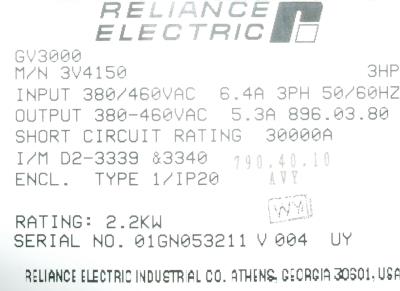 RELIANCE
ELECTRIC
GV3000
M/N 3V4150 3HP
INPUT 380/460VAC 6.4A 3PH 50/60HZ
OUTPUT 380-460VAC 5.3A 896.03.80
SHORT CIRCUIT RATING 30000A
I/M D2-3339 &3340 790.40.10
ENCL. TYPE 1/IP20 AVY
WY
RATING: 2.2KW
SERIAL NO. 01GN053211 V 004 UY
RELIANCE ELECTRIC INDUSTRIAL CO. ATHENS, GEORGIA 30601, USA